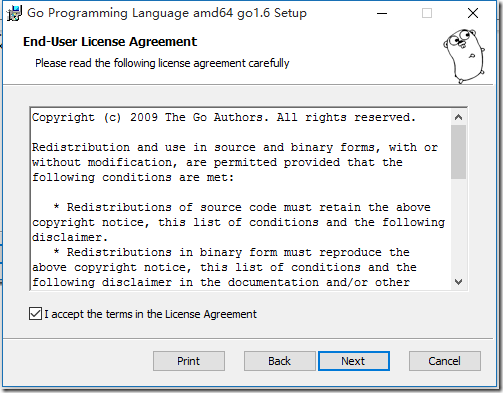 Go Programming Language amd64 go1.6 Setup
End-User License Agreement
Please read the following license agreement carefully
Copyright (c) 2009 The Go Authors. All rights reserved.
Redistribution and use in source and binary forms, with or
without modification, are permitted provided that the
following conditions are met:
* Redistributions of source code must retain the above
copyright notice, this list of conditions and the following
disclaimer.
* Redistributions in binary form must reproduce the
above copyright notice, this list of conditions and the
following disclaimer in the documentation and/or other
I accept the terms in the License Agreement
Print Back Next Cancel